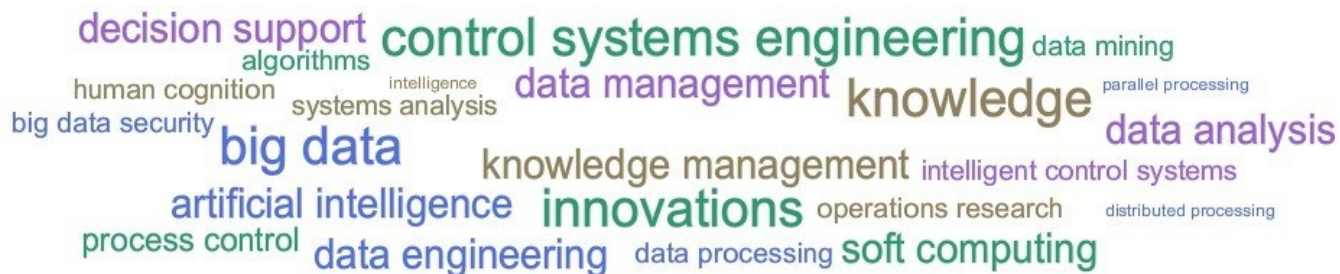 decision support
control systems engineering
data mining
algorithms
human cognition
intelligence
data management
knowledge
parallel processing
systems analysis
big data security
big data
data analysis
knowledge management
intelligent control systems
artificial intelligence
innovations
operations research
distributed processing
process control
data engineering
data processing
soft computing